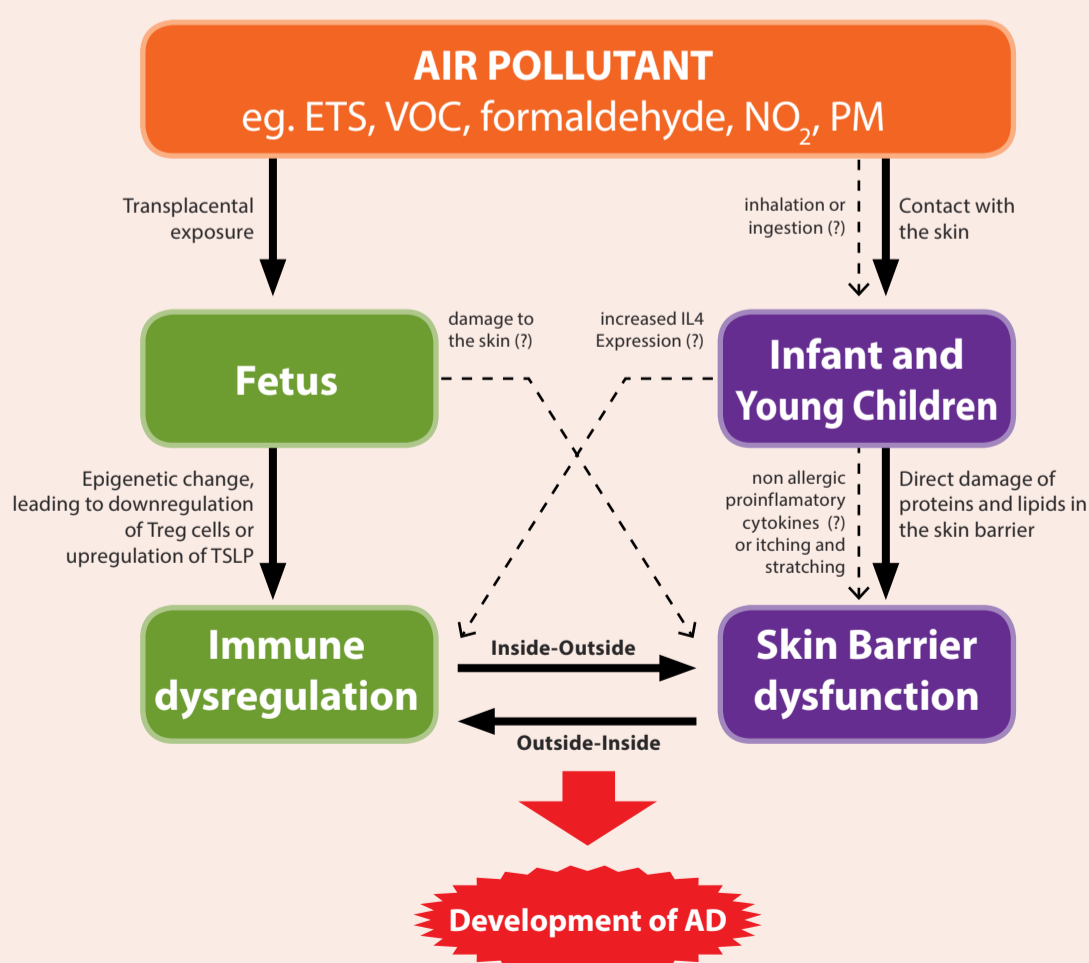 AIR POLLUTANT
eg. ETS, VOC, formaldehyde, NO₂, PM
Transplacental
exposure
inhalation or
ingestion (?)
Contact with
the skin
Fetus
damage to
the skin (?)
increased IL4
Expression (?)
Infant and
Young Children
Epigenetic change,
leading to downregulation
of Treg cells or
upregulation of TSLP
non allergic
proinflamatory
cytokines (?)
or itching and
stratching
Direct damage of
proteins and lipids in
the skin barrier
Immune
dysregulation
Inside-Outside
Outside-Inside
Skin Barrier
dysfunction
Development of AD